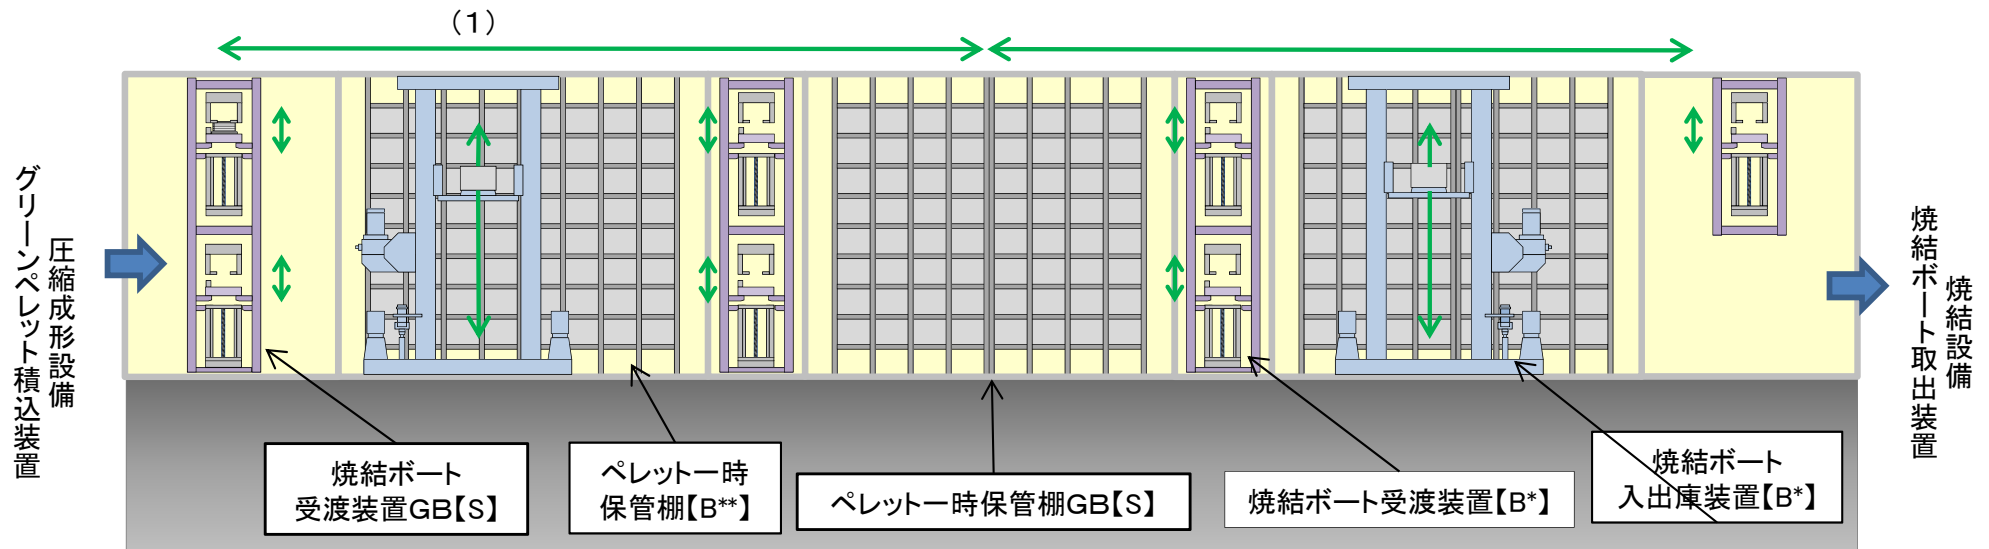 （１）
圧縮成形設備
グリーンペレット積込装置
焼結設備
焼結ボート取出装置
焼結ボート
受渡装置GB【S】
ペレット一時
保管棚【B**】
ペレット一時保管棚GB【S】
焼結ボート受渡装置【B*】
焼結ボート
入出庫装置【B*】